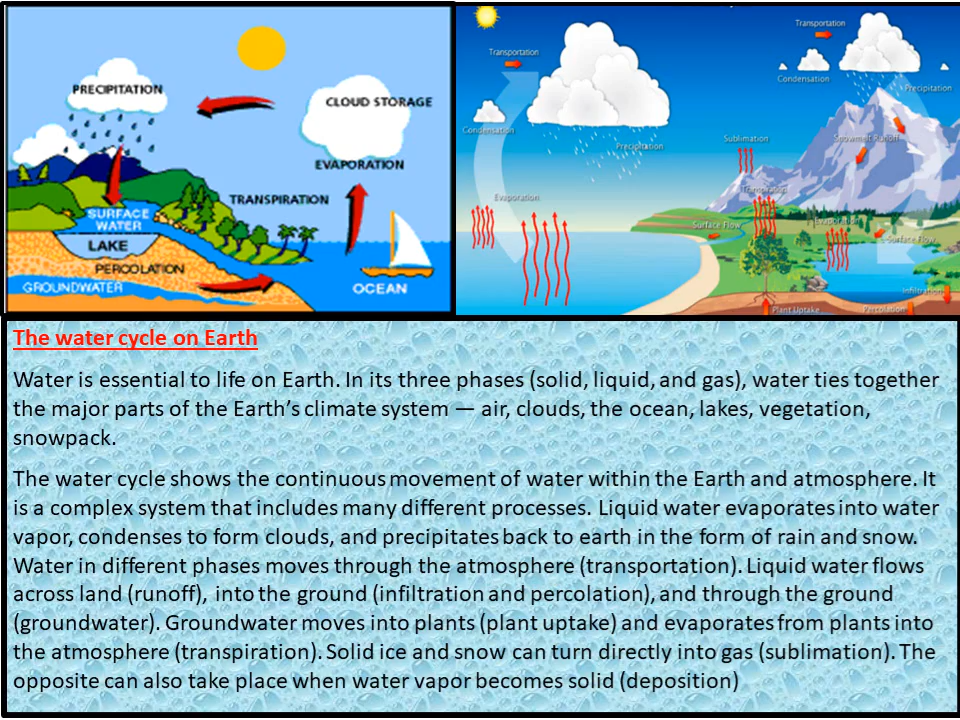 PRECIPITATION
CLOUD STORAGE
EVAPORATION
TRANSPIRATION
SURFACE
WATER
LAKE
PERCOLATION
GROUNDWATER
OCEAN
Transportation
Transportation
Condensation
Precipitation
Condensation
Precipitation
Sublimation
Snowmelt Runoff
Transpiration
Evaporation
Surface Flow
Evaporation
Surface Flow
Infiltration
Plant Uptake
Percolation
The water cycle on Earth
Water is essential to life on Earth. In its three phases (solid, liquid, and gas), water ties together
the major parts of the Earth’s climate system — air, clouds, the ocean, lakes, vegetation,
snowpack.
The water cycle shows the continuous movement of water within the Earth and atmosphere. It
is a complex system that includes many different processes. Liquid water evaporates into water
vapor, condenses to form clouds, and precipitates back to earth in the form of rain and snow.
Water in different phases moves through the atmosphere (transportation). Liquid water flows
across land (runoff), into the ground (infiltration and percolation), and through the ground
(groundwater). Groundwater moves into plants (plant uptake) and evaporates from plants into
the atmosphere (transpiration). Solid ice and snow can turn directly into gas (sublimation). The
opposite can also take place when water vapor becomes solid (deposition)